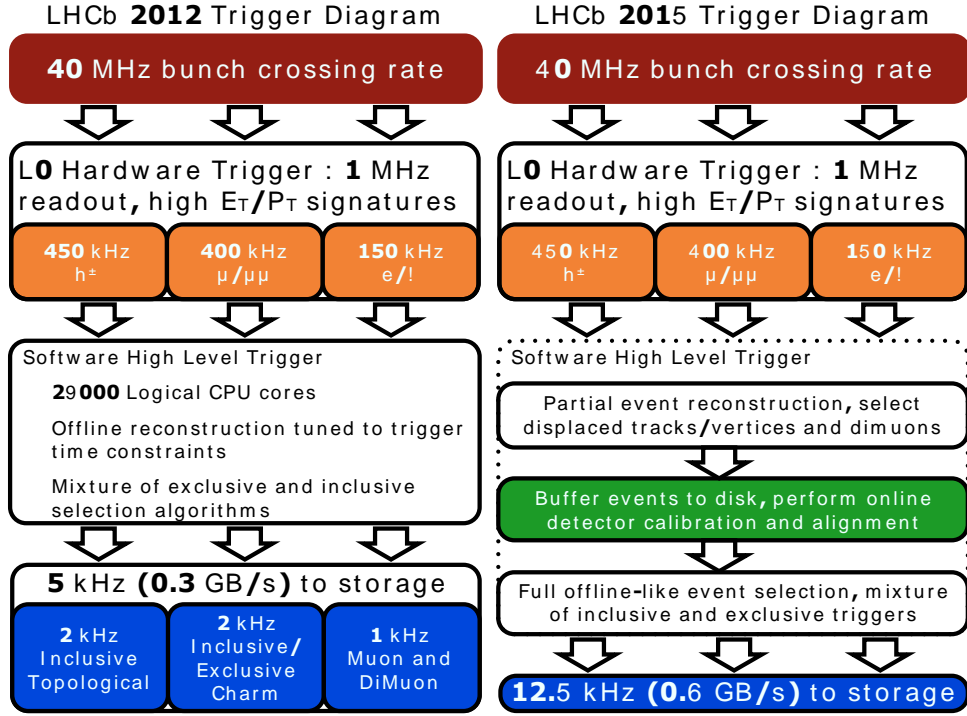 LHCb 2012 Trigger Diagram
40 MHz bunch crossing rate
L0 Hardware Trigger : 1 MHz
readout, high ET/PT signatures
450 kHz
h±
400 kHz
µ/µµ
150 kHz
e/!
Software High Level Trigger
29000 Logical CPU cores
Offline reconstruction tuned to trigger
time constraints
Mixture of exclusive and inclusive
selection algorithms
5 kHz (0.3 GB/s) to storage
2 kHz
Inclusive
Topological
2 kHz
Inclusive/
Exclusive
Charm
1 kHz
Muon and
DiMuon
LHCb 2015 Trigger Diagram
40 MHz bunch crossing rate
L0 Hardware Trigger : 1 MHz
readout, high ET/PT signatures
450 kHz
h±
400 kHz
µ/µµ
150 kHz
e/!
Software High Level Trigger
Partial event reconstruction, select
displaced tracks/vertices and dimuons
Buffer events to disk, perform online
detector calibration and alignment
Full offline-like event selection, mixture
of inclusive and exclusive triggers
12.5 kHz (0.6 GB/s) to storage